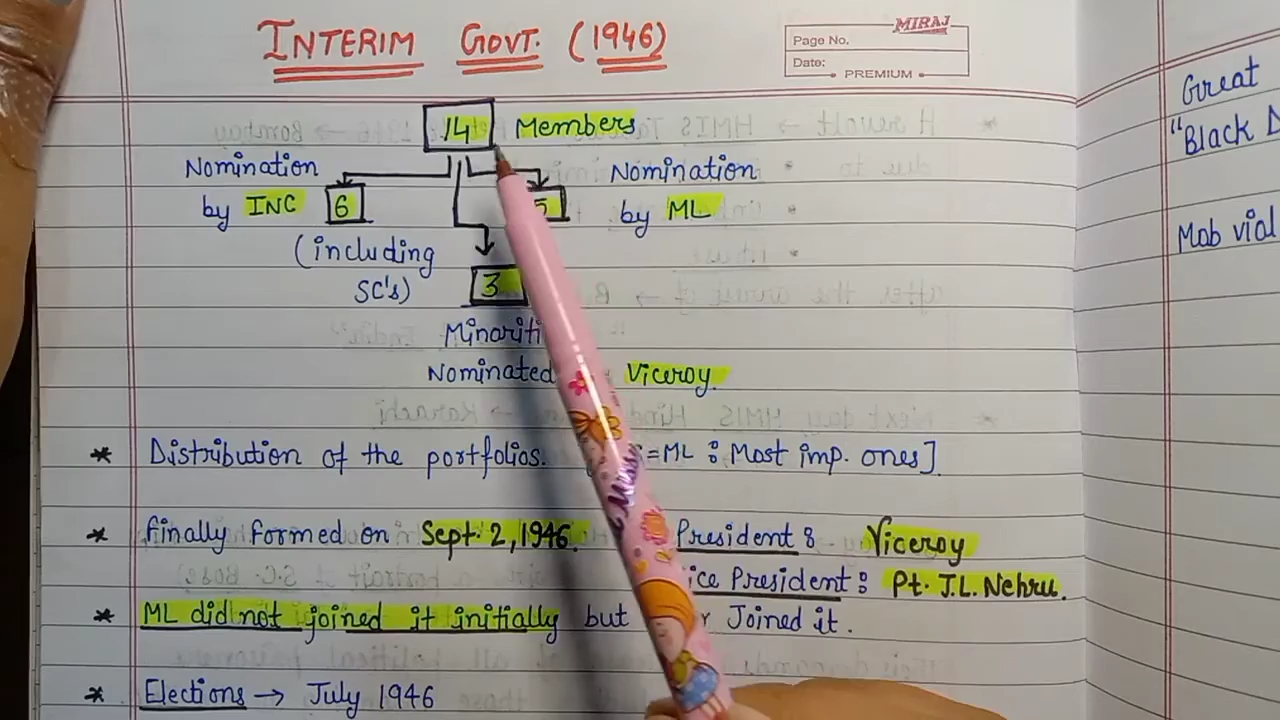 INTERIM GOVT. (1946)
MIRAJ
Page No.
Date:
PREMIUM
14 Members
Nomination by INC 6
(including SC's)
5 Nomination by ML
3
Minoriti
Nominated Viceroy.
* Distribution of the portfolios. =ML : Most imp. ones]
* finally formed on Sept. 2, 1946. President : Viceroy
ice President : Pt. J.L. Nehru.
* ML did not joined it initially but r Joined it.
* Elections → July 1946
Great
"Black D
Mob viol